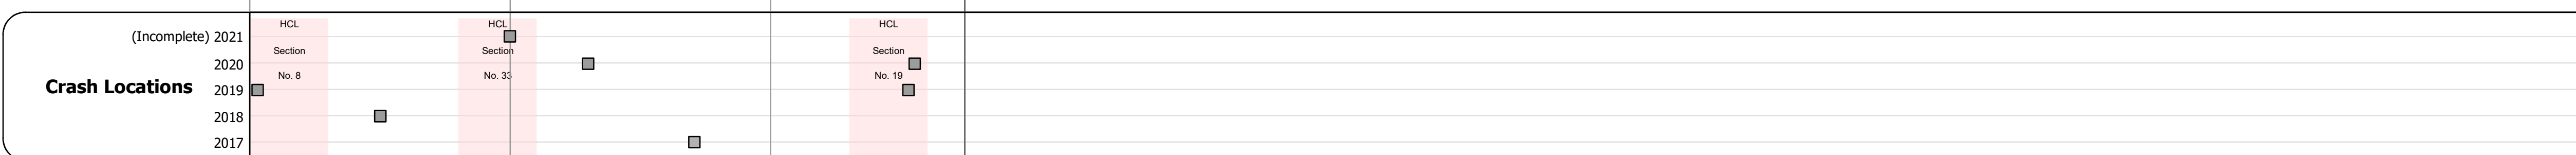 HCL HCL HCL
(Incomplete) 2021
Section Section Section
2020
No. 8 No. 33 No. 19
Crash Locations
2019
2018
2017